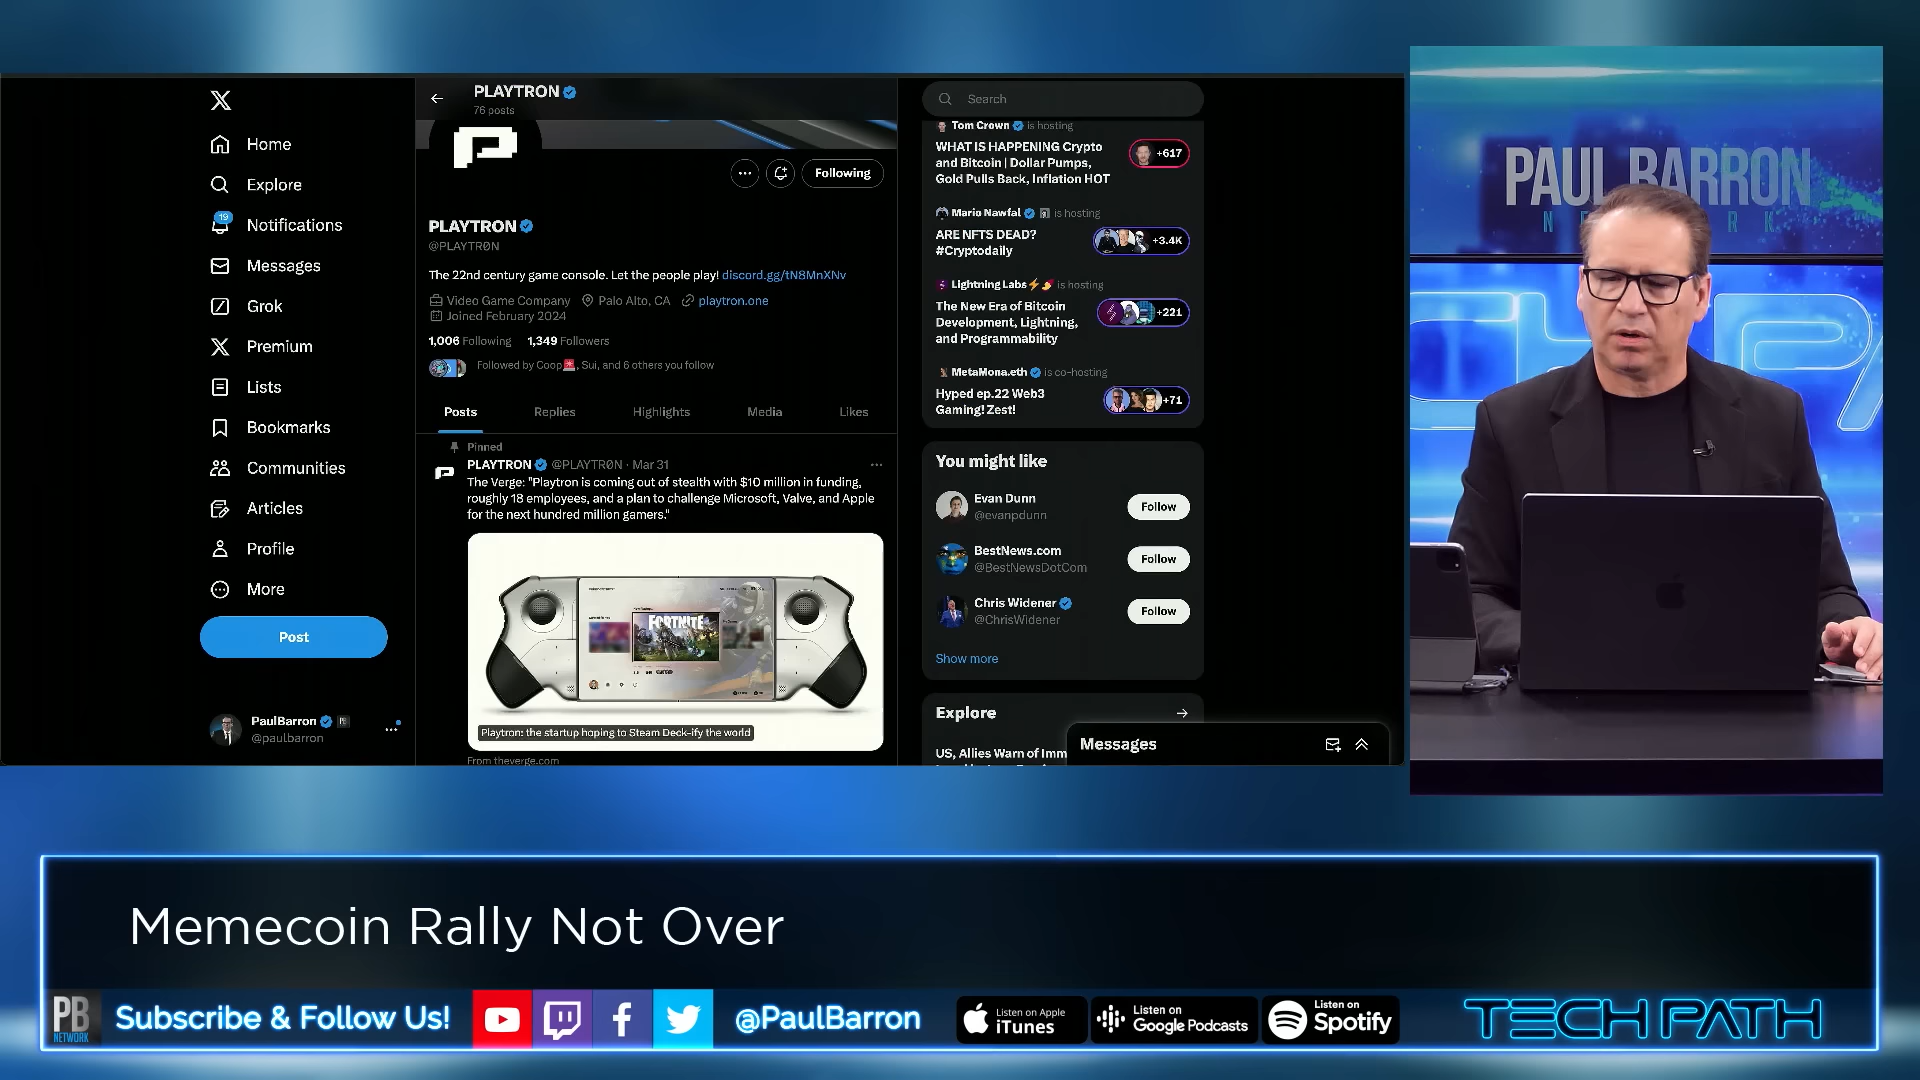 X
Home
Explore
19
Notifications
Messages
Grok
Premium
Lists
Bookmarks
Communities
Articles
Profile
More
Post
PaulBarron
@paulbarron
PLAYTRON
76 posts
Following
PLAYTRON
@PLAYTR0N
The 22nd century game console. Let the people play! discord.gg/tN8MnXNv
Video Game Company Palo Alto, CA playtron.one
Joined February 2024
1,006 Following 1,349 Followers
Followed by Coop🚨, Sui, and 6 others you follow
Posts Replies Highlights Media Likes
Pinned
PLAYTRON @PLAYTR0N · Mar 31
The Verge: "Playtron is coming out of stealth with $10 million in funding,
roughly 18 employees, and a plan to challenge Microsoft, Valve, and Apple
for the next hundred million gamers."
FORTNITE
Playtron: the startup hoping to Steam Deck-ify the world
From theverge.com
Search
Tom Crown is hosting
WHAT IS HAPPENING Crypto
and Bitcoin | Dollar Pumps,
Gold Pulls Back, Inflation HOT
+617
Mario Nawfal is hosting
ARE NFTS DEAD?
#Cryptodaily
+3.4K
Lightning Labs⚡🍠 is hosting
The New Era of Bitcoin
Development, Lightning,
and Programmability
+221
MetaMona.eth is co-hosting
Hyped ep.22 Web3
Gaming! Zest!
+71
You might like
Evan Dunn
@evanpdunn
Follow
BestNews.com
@BestNewsDotCom
Follow
Chris Widener
@ChrisWidener
Follow
Show more
Explore
US, Allies Warn of Imm
Messages
PAUL BARRON
Memecoin Rally Not Over
PB
NETWORK
Subscribe & Follow Us!
@PaulBarron
Listen on Apple
iTunes
Listen on
Google Podcasts
Listen on
Spotify
TECH PATH